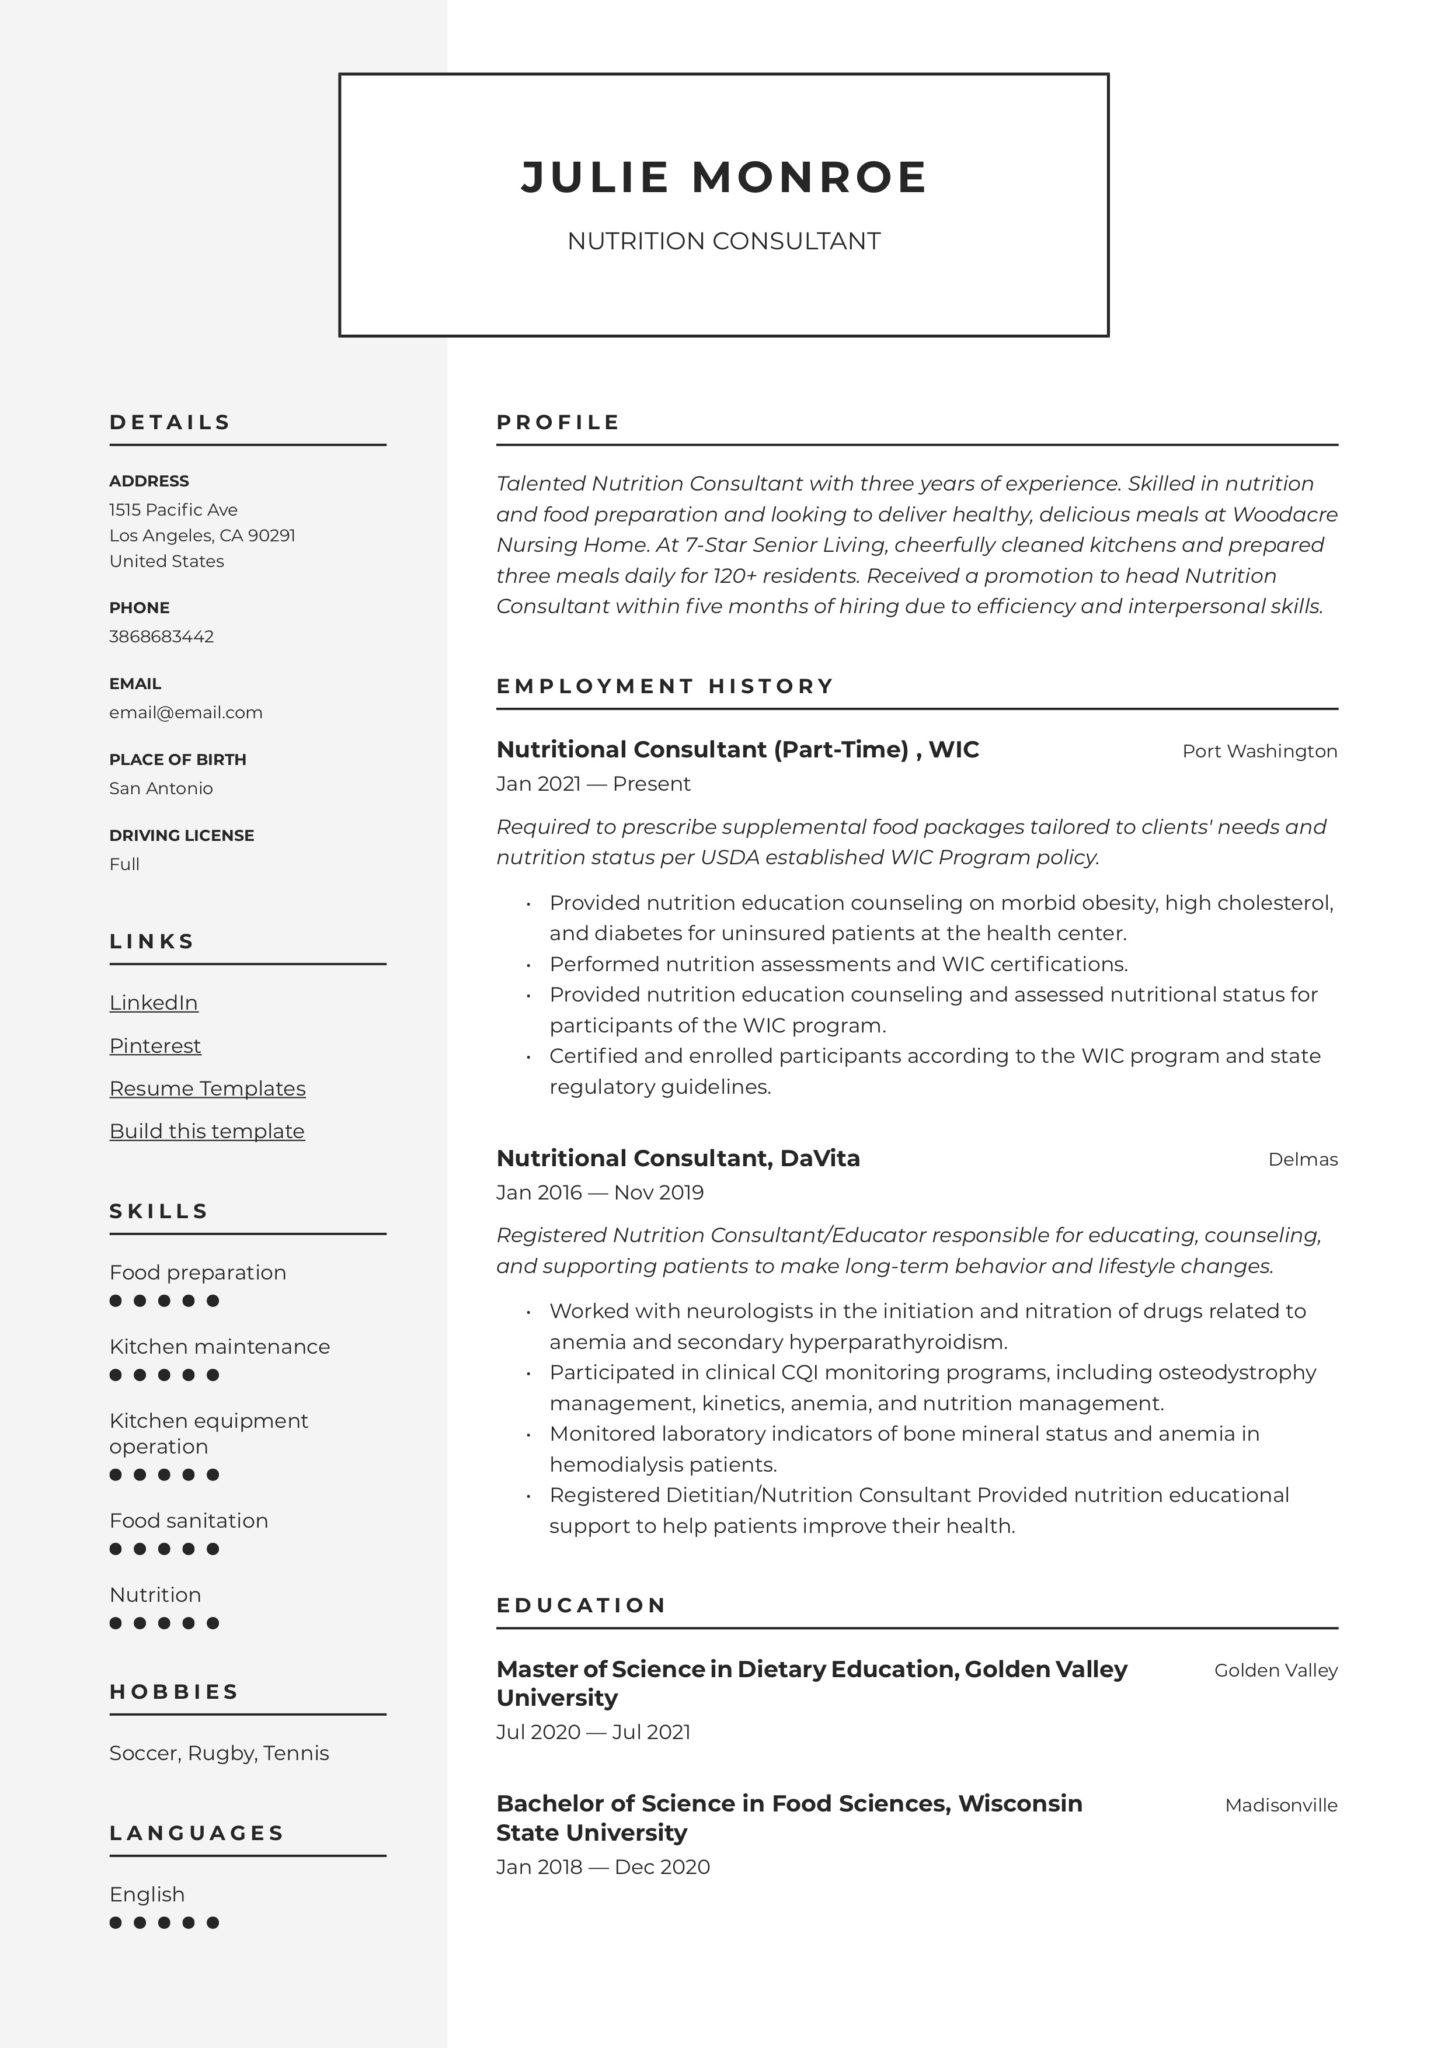 JULIE MONROE
NUTRITION CONSULTANT
DETAILS
ADDRESS
1515 Pacific Ave
Los Angeles, CA 90291
United States
PHONE
3868683442
EMAIL
email@email.com
PLACE OF BIRTH
San Antonio
DRIVING LICENSE
Full
LINKS
LinkedIn
Pinterest
Resume Templates
Build this template
SKILLS
Food preparation
Kitchen maintenance
Kitchen equipment
operation
Food sanitation
Nutrition
HOBBIES
Soccer, Rugby, Tennis
LANGUAGES
English
PROFILE
Talented Nutrition Consultant with three years of experience. Skilled in nutrition
and food preparation and looking to deliver healthy, delicious meals at Woodacre
Nursing Home. At 7-Star Senior Living, cheerfully cleaned kitchens and prepared
three meals daily for 120+ residents. Received a promotion to head Nutrition
Consultant within five months of hiring due to efficiency and interpersonal skills.
EMPLOYMENT HISTORY
Nutritional Consultant (Part-Time) , WIC
Port Washington
Jan 2021 — Present
Required to prescribe supplemental food packages tailored to clients' needs and
nutrition status per USDA established WIC Program policy.
• Provided nutrition education counseling on morbid obesity, high cholesterol,
and diabetes for uninsured patients at the health center.
• Performed nutrition assessments and WIC certifications.
• Provided nutrition education counseling and assessed nutritional status for
participants of the WIC program.
• Certified and enrolled participants according to the WIC program and state
regulatory guidelines.
Nutritional Consultant, DaVita
Delmas
Jan 2016 — Nov 2019
Registered Nutrition Consultant/Educator responsible for educating, counseling,
and supporting patients to make long-term behavior and lifestyle changes.
• Worked with neurologists in the initiation and nitration of drugs related to
anemia and secondary hyperparathyroidism.
• Participated in clinical CQI monitoring programs, including osteodystrophy
management, kinetics, anemia, and nutrition management.
• Monitored laboratory indicators of bone mineral status and anemia in
hemodialysis patients.
• Registered Dietitian/Nutrition Consultant Provided nutrition educational
support to help patients improve their health.
EDUCATION
Master of Science in Dietary Education, Golden Valley
University
Golden Valley
Jul 2020 — Jul 2021
Bachelor of Science in Food Sciences, Wisconsin
State University
Madisonville
Jan 2018 — Dec 2020